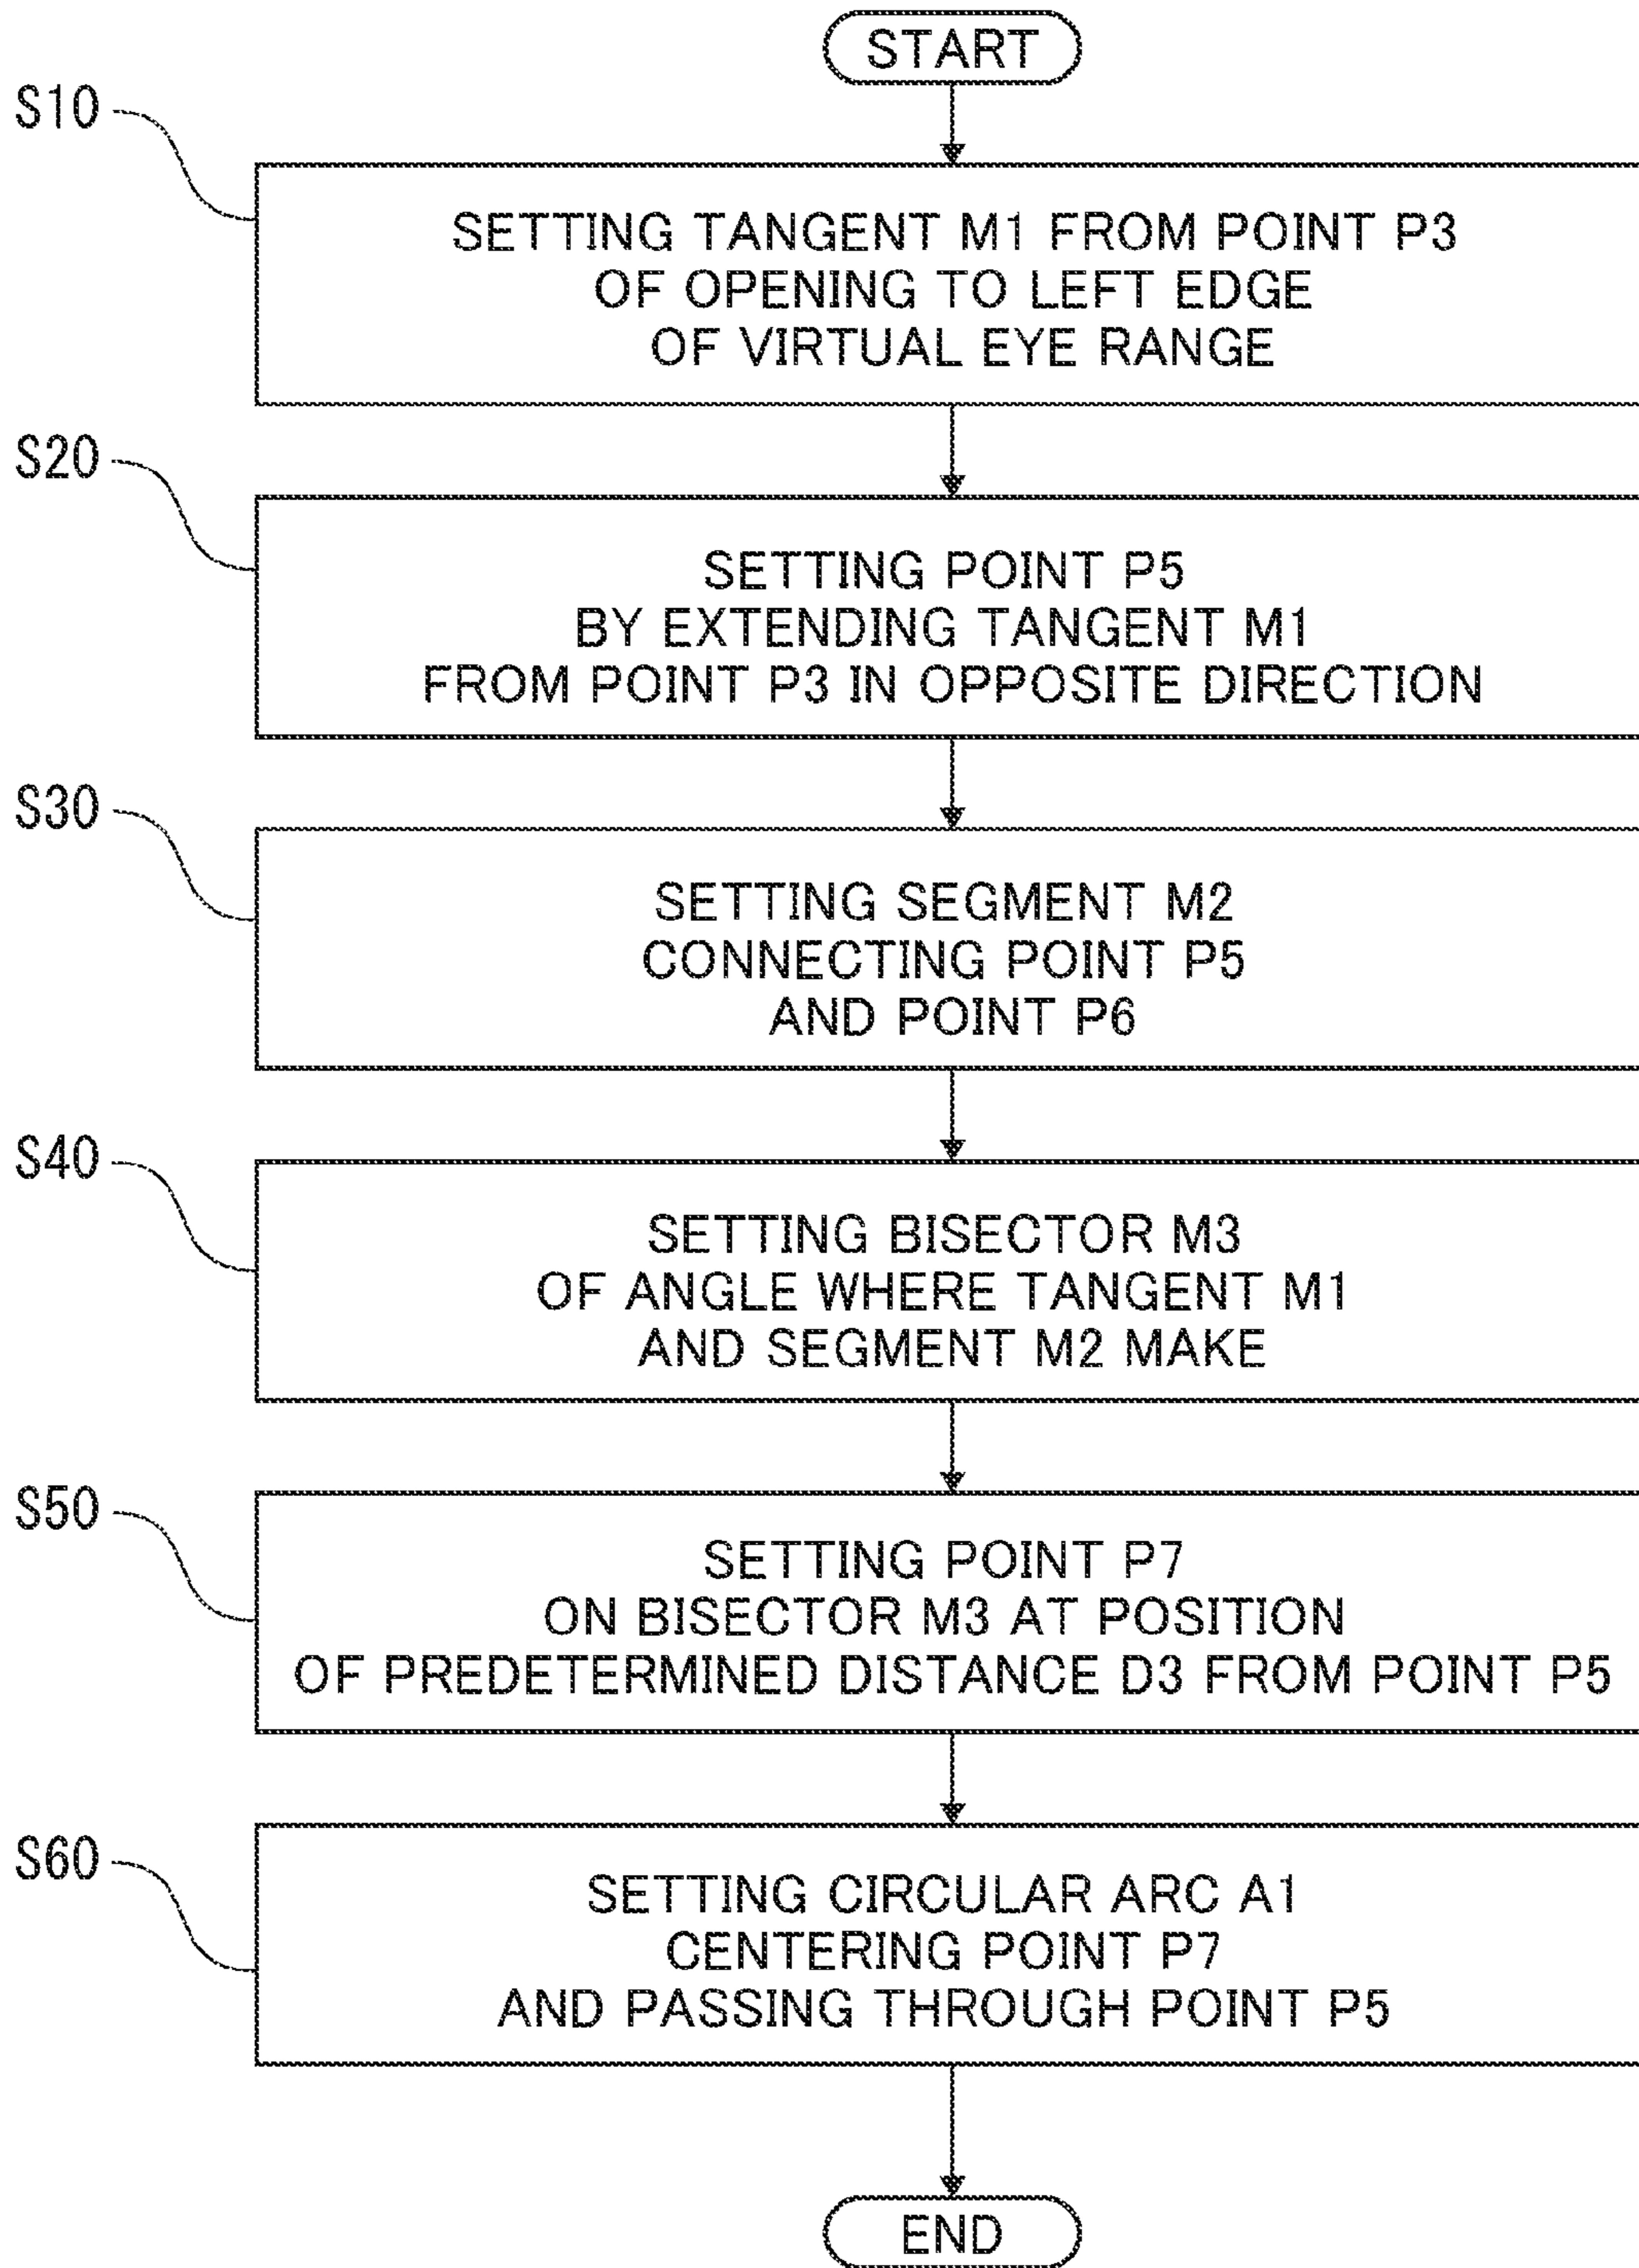 START
S10
SETTING TANGENT M1 FROM POINT P3
OF OPENING TO LEFT EDGE
OF VIRTUAL EYE RANGE
S20
SETTING POINT P5
BY EXTENDING TANGENT M1
FROM POINT P3 IN OPPOSITE DIRECTION
S30
SETTING SEGMENT M2
CONNECTING POINT P5
AND POINT P6
S40
SETTING BISECTOR M3
OF ANGLE WHERE TANGENT M1
AND SEGMENT M2 MAKE
S50
SETTING POINT P7
ON BISECTOR M3 AT POSITION
OF PREDETERMINED DISTANCE D3 FROM POINT P5
S60
SETTING CIRCULAR ARC A1
CENTERING POINT P7
AND PASSING THROUGH POINT P5
END